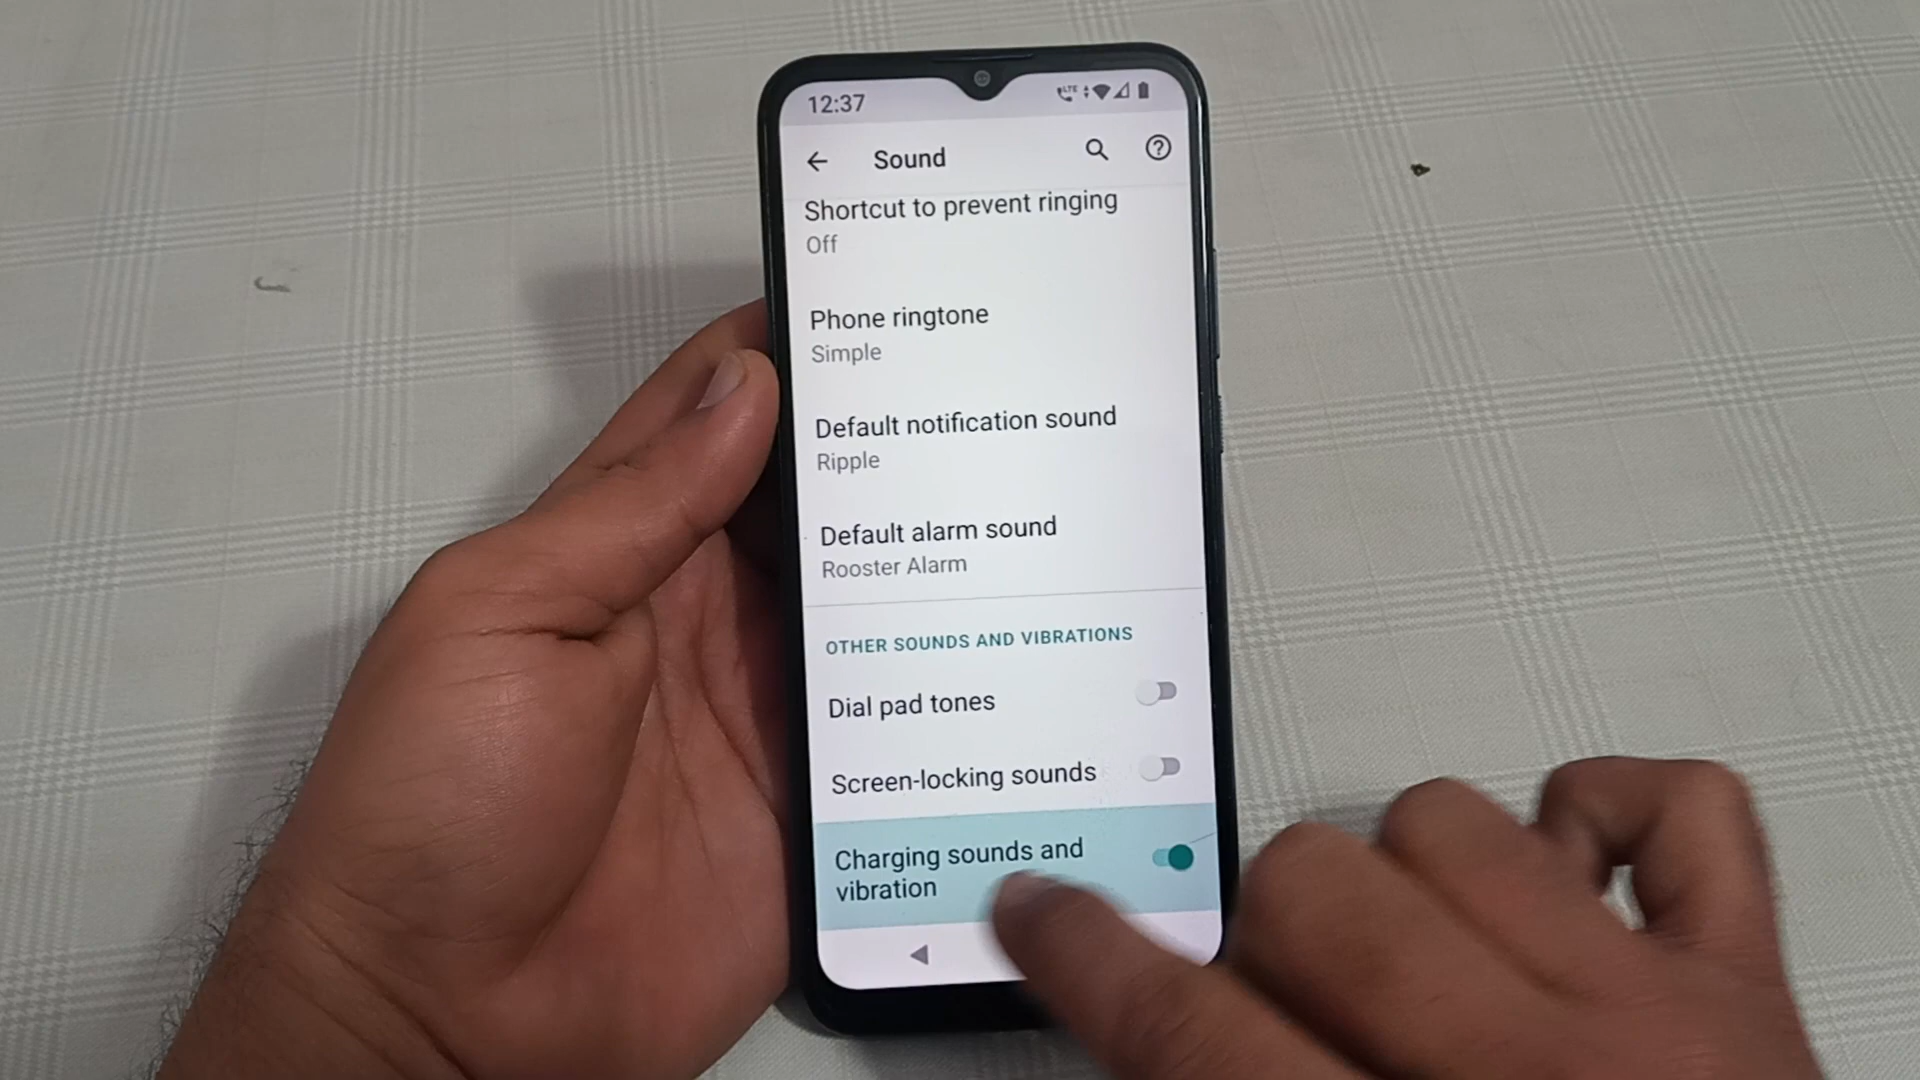 12:37
LTE
Sound
Shortcut to prevent ringing
Off
Phone ringtone
Simple
Default notification sound
Ripple
Default alarm sound
Rooster Alarm
OTHER SOUNDS AND VIBRATIONS
Dial pad tones
Screen-locking sounds
Charging sounds and
vibration